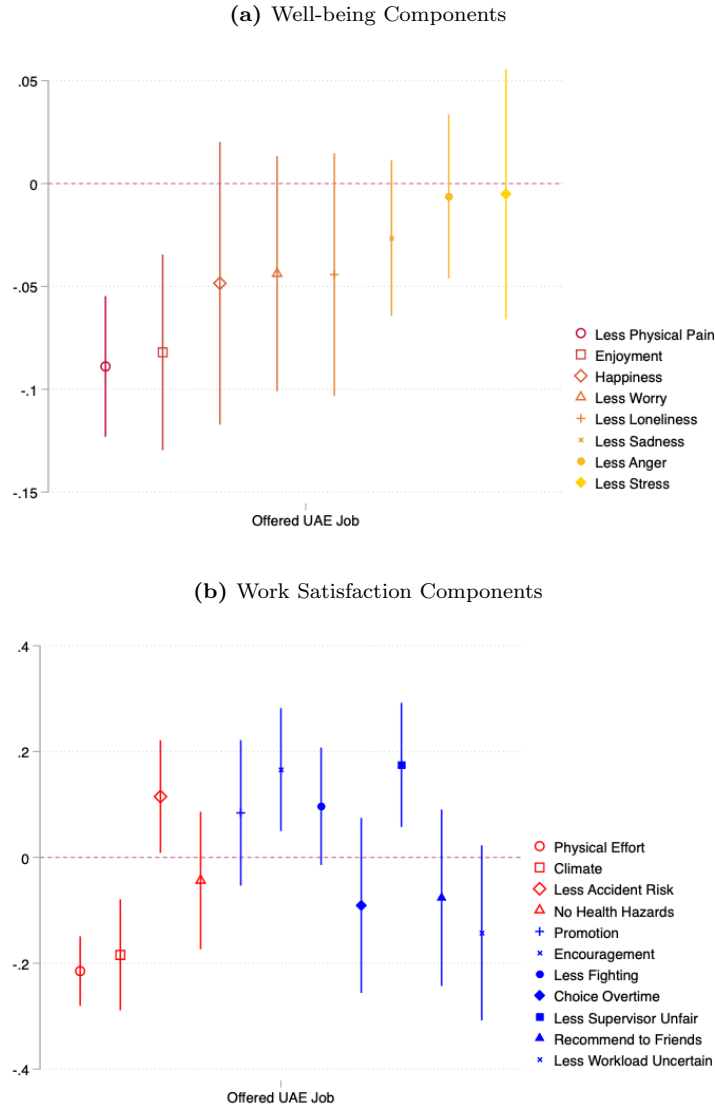 (a) Well-being Components
.05
0
-.05
-.1
-.15
Offered UAE Job
Less Physical Pain
Enjoyment
Happiness
Less Worry
Less Loneliness
Less Sadness
Less Anger
Less Stress
(b) Work Satisfaction Components
.4
.2
0
-.2
-.4
Offered UAE Job
Physical Effort
Climate
Less Accident Risk
No Health Hazards
Promotion
Encouragement
Less Fighting
Choice Overtime
Less Supervisor Unfair
Recommend to Friends
Less Workload Uncertain